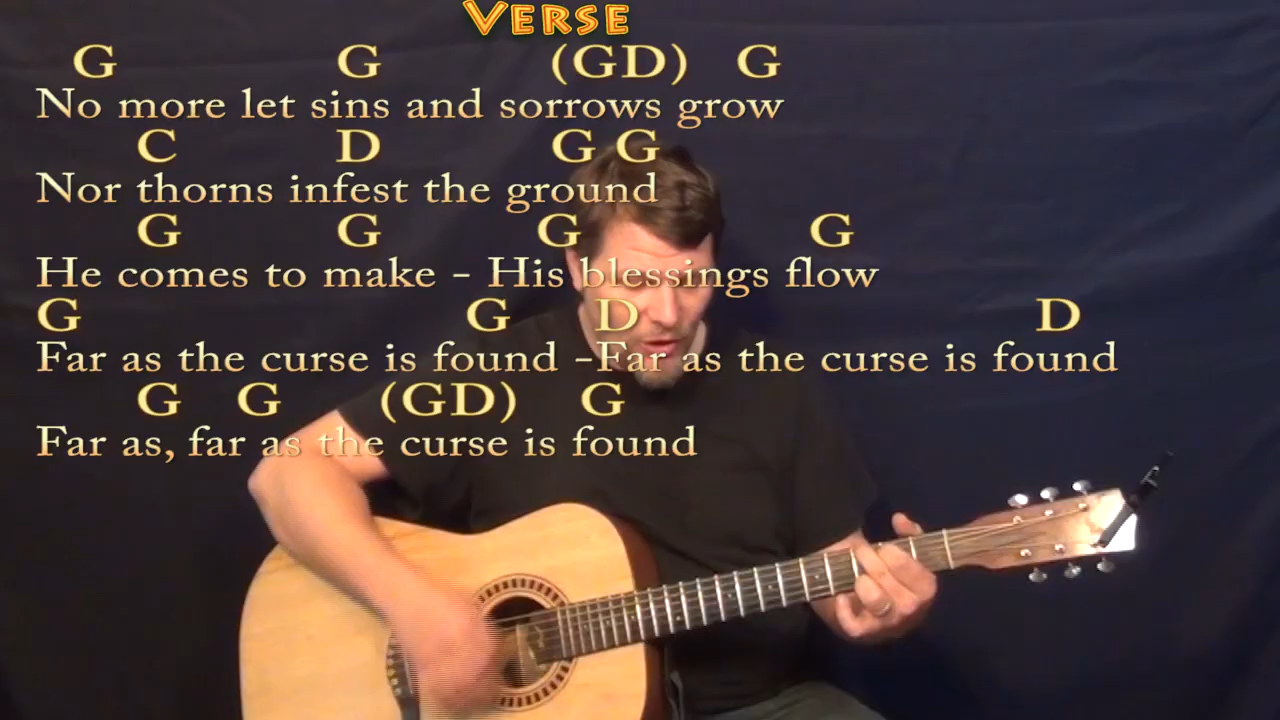 VERSE
G G (GD) G
No more let sins and sorrows grow
C D G G
Nor thorns infest the ground
G G G G
He comes to make - His blessings flow
G G D D
Far as the curse is found -Far as the curse is found
G G (GD) G
Far as, far as the curse is found